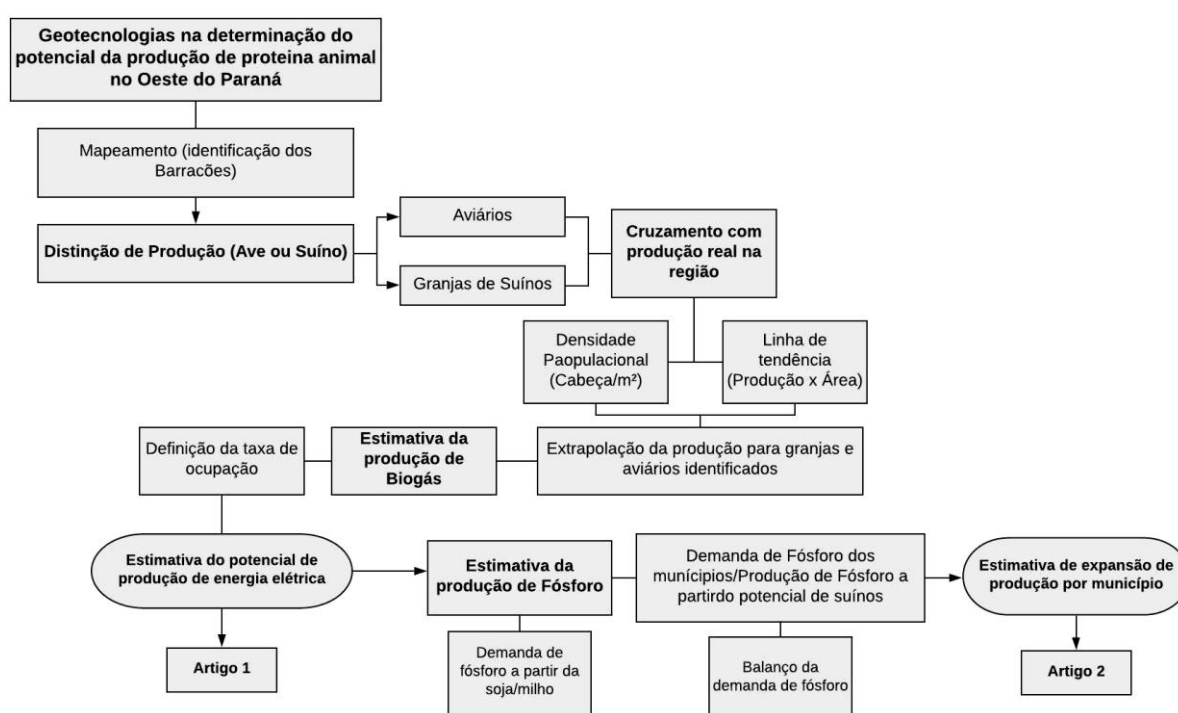 Geotecnologias na determinação do
potencial da produção de proteina animal
no Oeste do Paraná
Mapeamento (identificação dos
Barracões)
Distinção de Produção (Ave ou Suíno)
Aviários
Granjas de Suínos
Cruzamento com
produção real na
região
Densidade
Paopulacional
(Cabeça/m²)
Linha de
tendência
(Produção x Área)
Extrapolação da produção para granjas e
aviários identificados
Estimativa da
produção de
Biogás
Definição da taxa de
ocupação
Estimativa do potencial de
produção de energia elétrica
Artigo 1
Estimativa da
produção de Fósforo
Demanda de
fósforo a partir da
soja/milho
Demanda de Fósforo dos
munícipios/Produção de Fósforo a
partirdo potencial de suínos
Balanço da
demanda de fósforo
Estimativa de expansão de
produção por município
Artigo 2